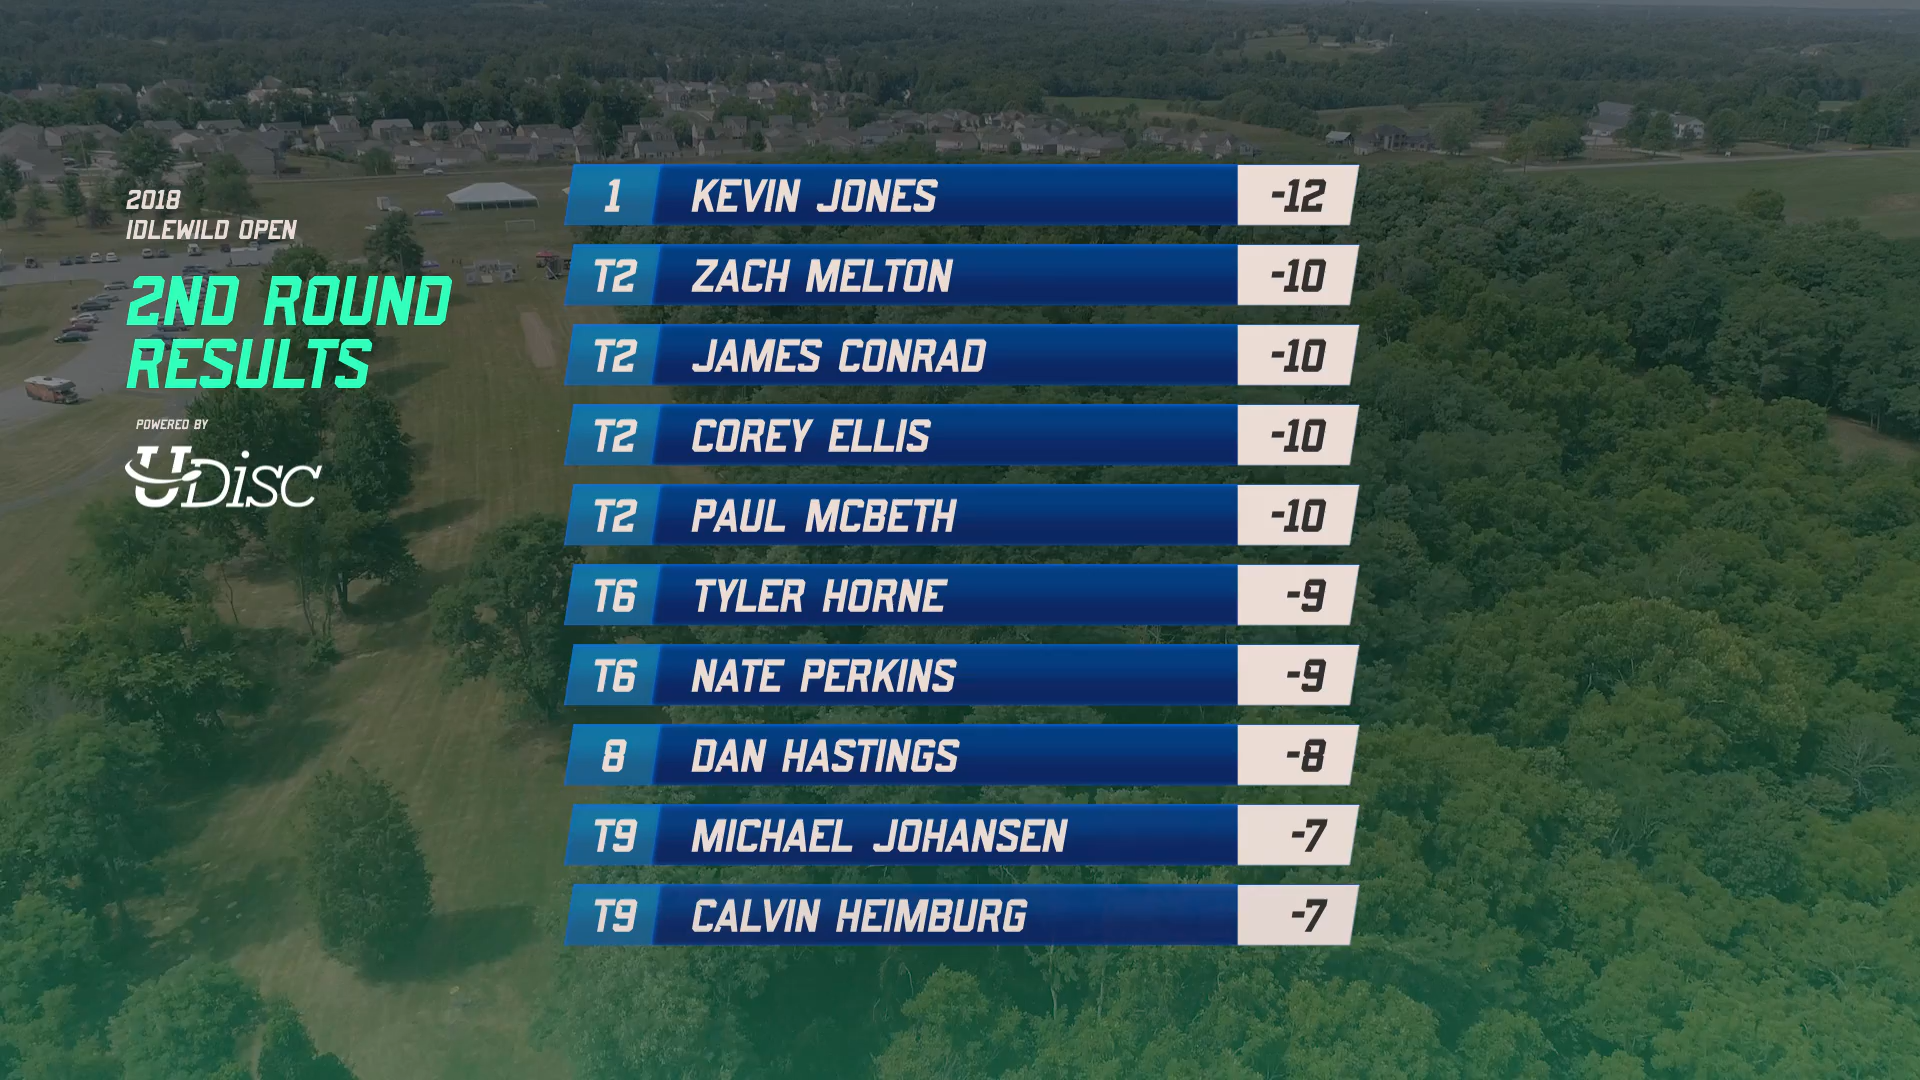 2018
IDLEWILD OPEN
2ND ROUND
RESULTS
POWERED BY
UDisc
1 KEVIN JONES -12
T2 ZACH MELTON -10
T2 JAMES CONRAD -10
T2 COREY ELLIS -10
T2 PAUL MCBETH -10
T6 TYLER HORNE -9
T6 NATE PERKINS -9
8 DAN HASTINGS -8
T9 MICHAEL JOHANSEN -7
T9 CALVIN HEIMBURG -7